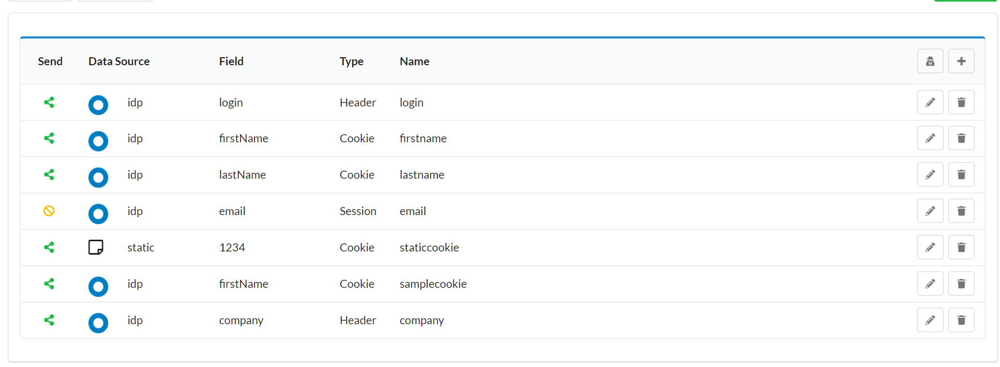 Send Data Source Field Type Name
idp login Header login
idp firstName Cookie firstname
idp lastName Cookie lastname
idp email Session email
static 1234 Cookie staticcookie
idp firstName Cookie samplecookie
idp company Header company